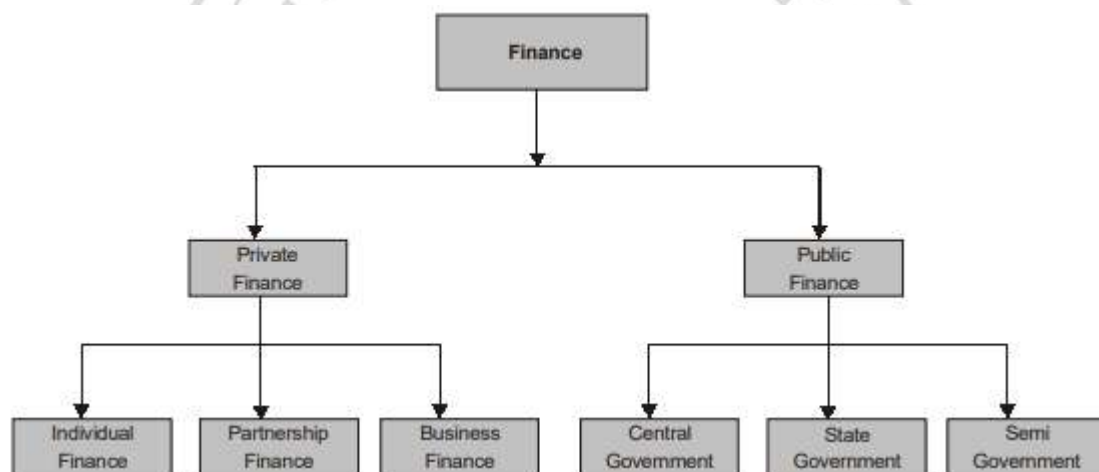 Finance
Private
Finance
Public
Finance
Individual
Finance
Partnership
Finance
Business
Finance
Central
Government
State
Government
Semi
Government